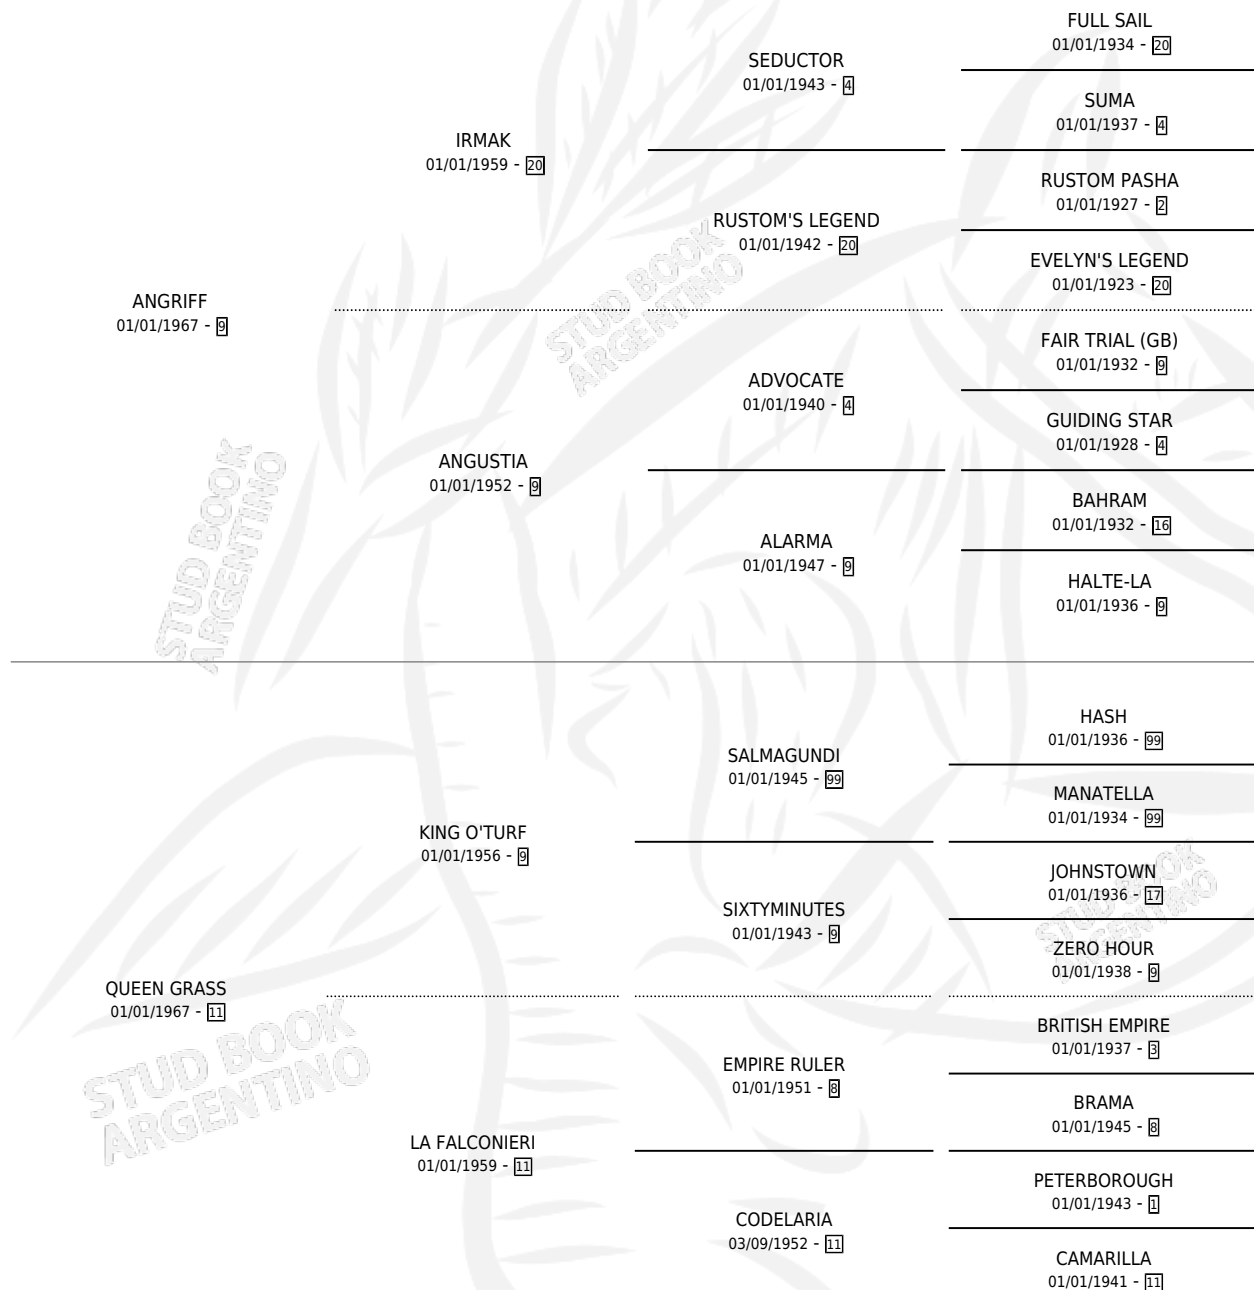 FULL SAIL
01/01/1934 - 20
SEDUCTOR
01/01/1943 - 4
SUMA
01/01/1937 - 4
IRMAK
01/01/1959 - 20
RUSTOM PASHA
01/01/1927 - 2
RUSTOM'S LEGEND
01/01/1942 - 20
EVELYN'S LEGEND
01/01/1923 - 20
ANGRIFF
01/01/1967 - 9
FAIR TRIAL (GB)
01/01/1932 - 9
ADVOCATE
01/01/1940 - 4
GUIDING STAR
01/01/1928 - 4
ANGUSTIA
01/01/1952 - 9
BAHRAM
01/01/1932 - 16
ALARMA
01/01/1947 - 9
HALTE-LA
01/01/1936 - 9
HASH
01/01/1936 - 99
SALMAGUNDI
01/01/1945 - 99
MANATELLA
01/01/1934 - 99
KING O'TURF
01/01/1956 - 9
JOHNSTOWN
01/01/1936 - 17
SIXTYMINUTES
01/01/1943 - 9
ZERO HOUR
01/01/1938 - 9
QUEEN GRASS
01/01/1967 - 11
BRITISH EMPIRE
01/01/1937 - 3
EMPIRE RULER
01/01/1951 - 8
BRAMA
01/01/1945 - 8
LA FALCONIERI
01/01/1959 - 11
PETERBOROUGH
01/01/1943 - 1
CODELARIA
03/09/1952 - 11
CAMARILLA
01/01/1941 - 11
STUD BOOK
ARGENTINO
STUD BOOK
ARGENTINO
STUD BOOK
ARGENTINO
STUD BOOK
ARGENTINO